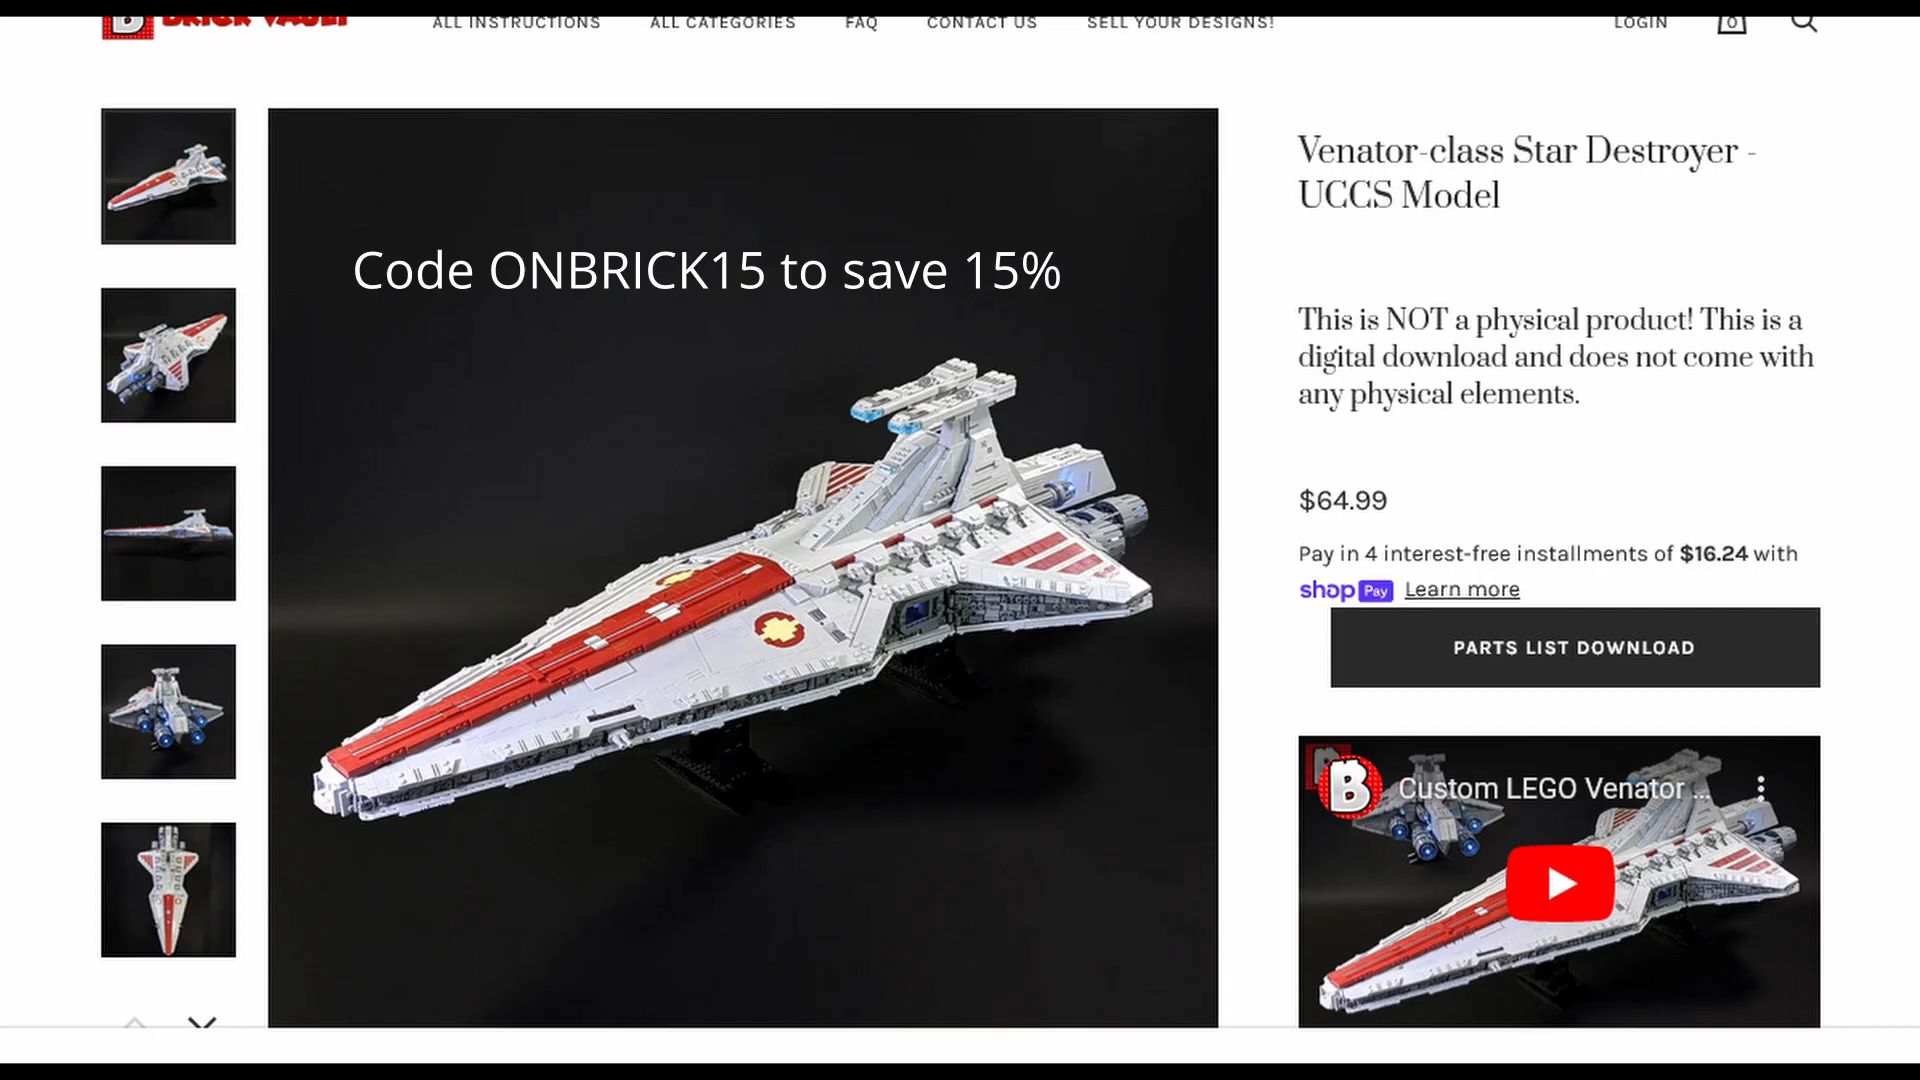 BRICK VAULT
ALL INSTRUCTIONS
ALL CATEGORIES
FAQ
CONTACT US
SELL YOUR DESIGNS!
LOGIN
0
Code ONBRICK15 to save 15%
Venator-class Star Destroyer -
UCCS Model
This is NOT a physical product! This is a
digital download and does not come with
any physical elements.
$64.99
Pay in 4 interest-free installments of $16.24 with
shop Pay Learn more
PARTS LIST DOWNLOAD
B Custom LEGO Venator ...